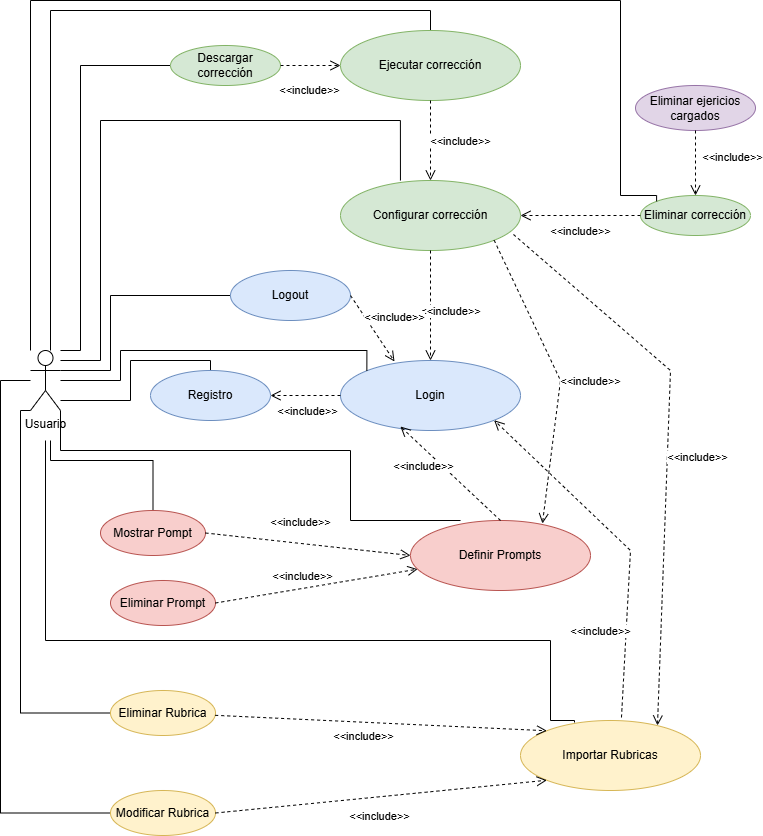 Descargar
corrección
Ejecutar corrección
<<include>>
Eliminar ejericios
cargados
<<include>>
<<include>>
Configurar corrección
Eliminar corrección
<<include>>
Logout
<<include>>
<<include>>
Registro
Login
<<include>>
<<include>>
Usuario
<<include>>
<<include>>
Mostrar Pompt
<<include>>
Definir Prompts
<<include>>
Eliminar Prompt
<<include>>
Eliminar Rubrica
<<include>>
Importar Rubricas
Modificar Rubrica
<<include>>